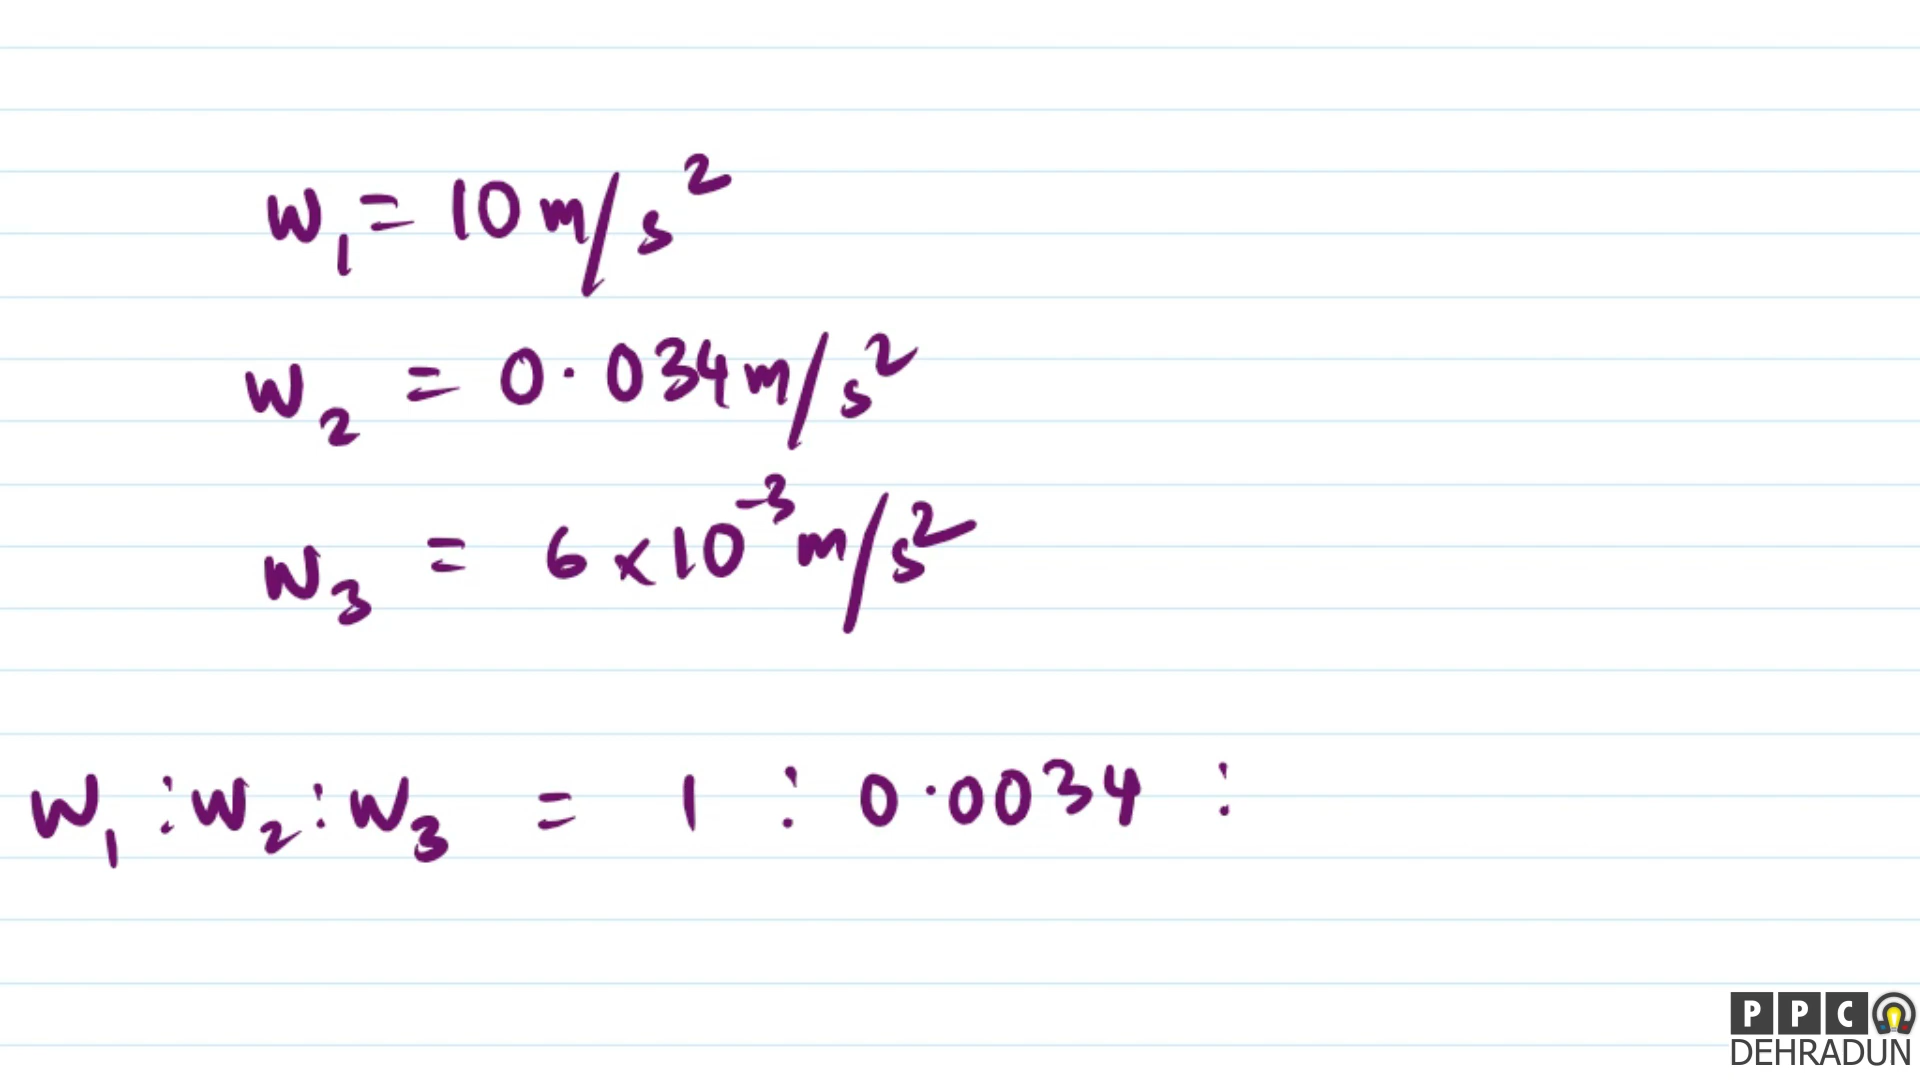 w₁ = 10 m/s²
w₂ = 0.034 m/s²
w₃ = 6 × 10⁻³ m/s²
w₁ : w₂ : w₃ = 1 : 0.0034 :
PPC
DEHRADUN